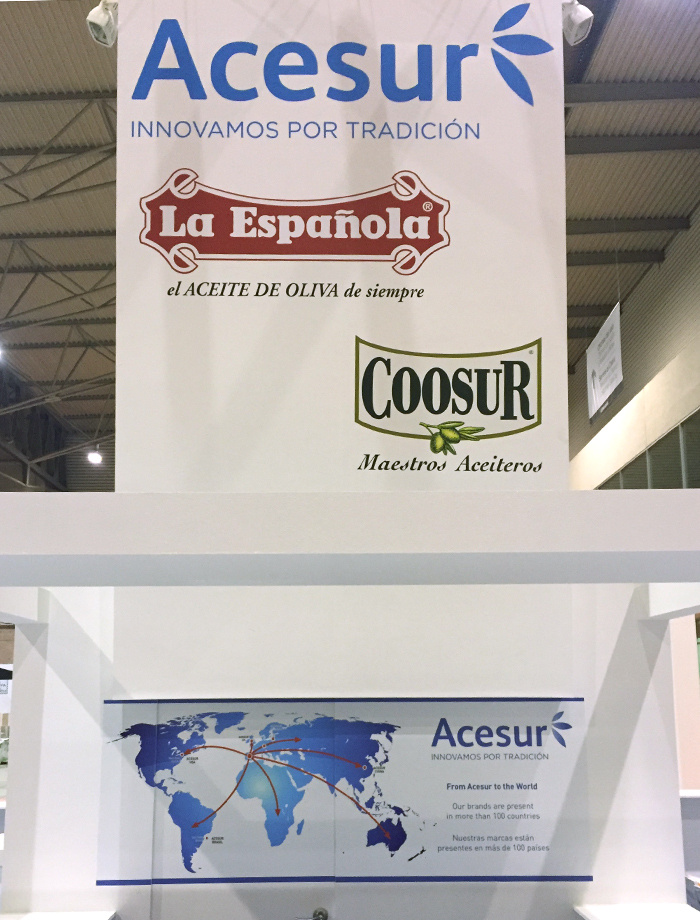 Acesur
INNOVAMOS POR TRADICIÓN
La Española®
el ACEITE DE OLIVA de siempre
COOSUR
Maestros Aceiteros
Acesur
INNOVAMOS POR TRADICIÓN
From Acesur to the World
Our brands are present
in more than 100 countries
Nuestras marcas están
presentes en más de 100 países